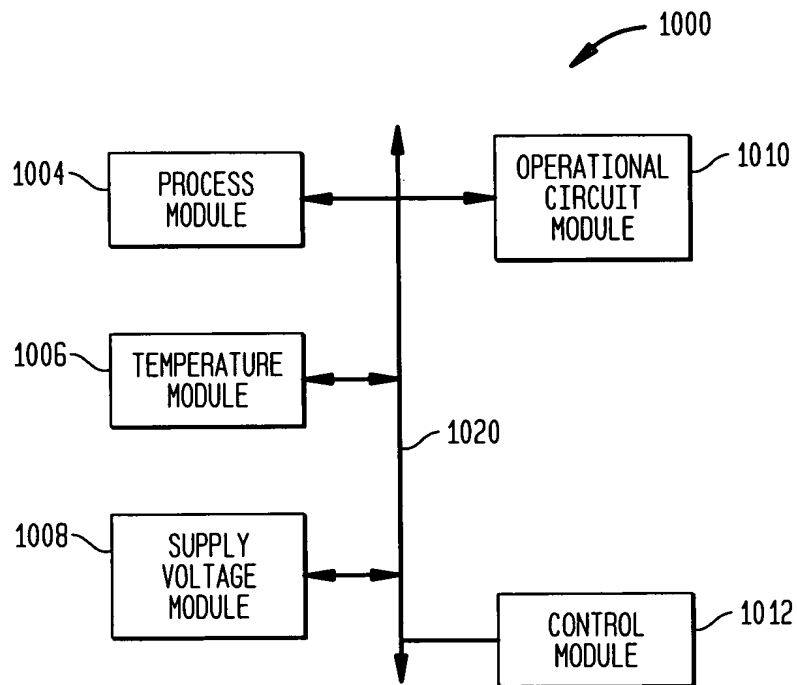 1000
1004
PROCESS
MODULE
OPERATIONAL
CIRCUIT
MODULE
1010
1006
TEMPERATURE
MODULE
1020
1008
SUPPLY
VOLTAGE
MODULE
CONTROL
MODULE
1012